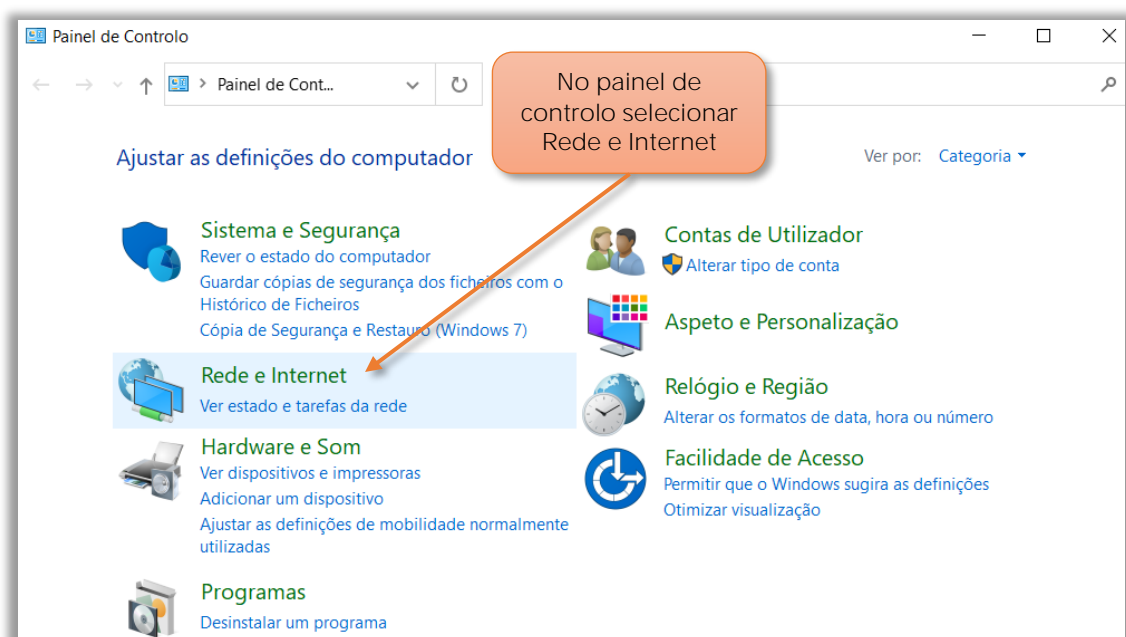 Painel de Controlo
Painel de Cont...
No painel de
controlo selecionar
Rede e Internet
Ajustar as definições do computador
Ver por: Categoria
Sistema e Segurança
Rever o estado do computador
Guardar cópias de segurança dos ficheiros com o
Histórico de Ficheiros
Cópia de Segurança e Restauro (Windows 7)
Rede e Internet
Ver estado e tarefas da rede
Hardware e Som
Ver dispositivos e impressoras
Adicionar um dispositivo
Ajustar as definições de mobilidade normalmente
utilizadas
Programas
Desinstalar um programa
Contas de Utilizador
Alterar tipo de conta
Aspeto e Personalização
Relógio e Região
Alterar os formatos de data, hora ou número
Facilidade de Acesso
Permitir que o Windows sugira as definições
Otimizar visualização